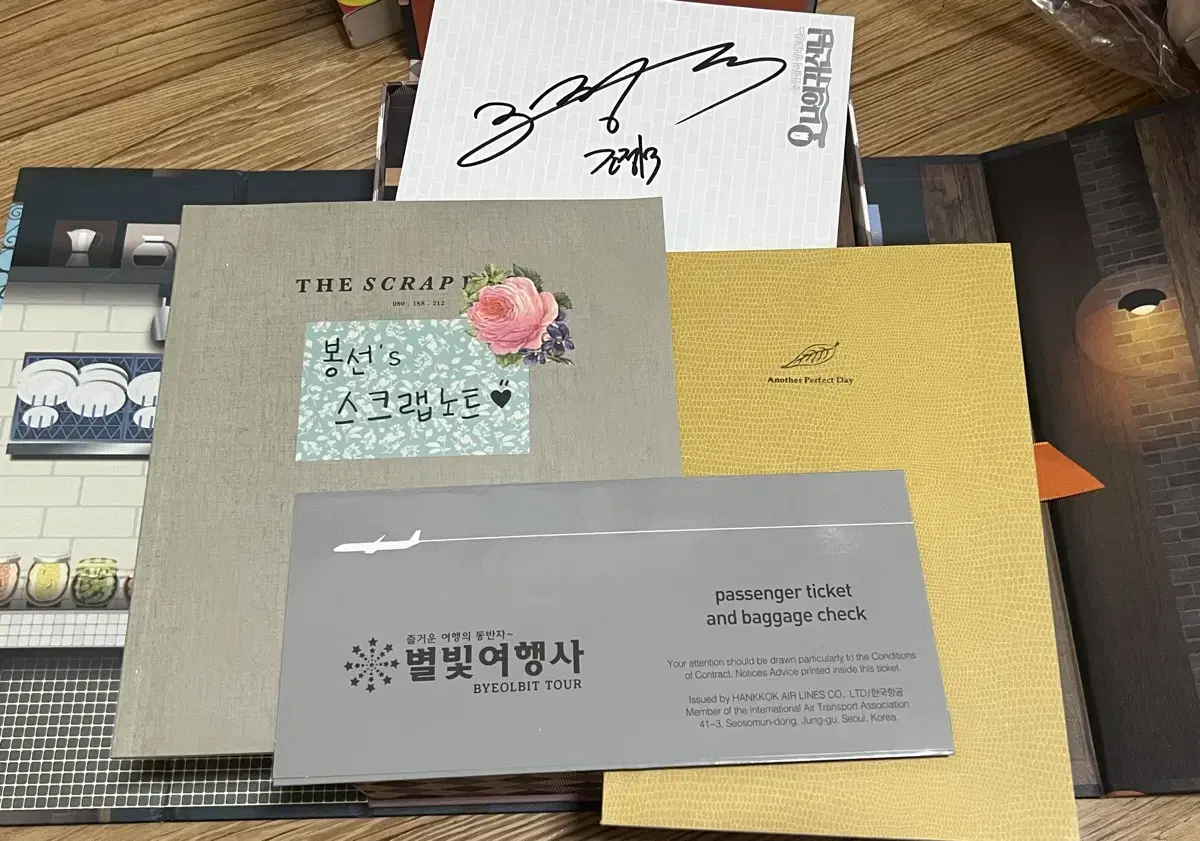 THE SCRAP
080 . 188 . 212
봉선's
스크랩노트♥
Another Perfect Day
passenger ticket
and baggage check
즐거운 여행의 동반자~
별빛여행사
BYEOLBIT TOUR
Your attention should be drawn particularly to the Conditions
of Contract, Notices Advice printed inside this ticket.
Issued by HANKKOK AIR LINES CO,. LTD/한국항공
Member of the International Air Transport Association
41-3, Seosomun-dong, Jung-gu, Seoul, Korea.